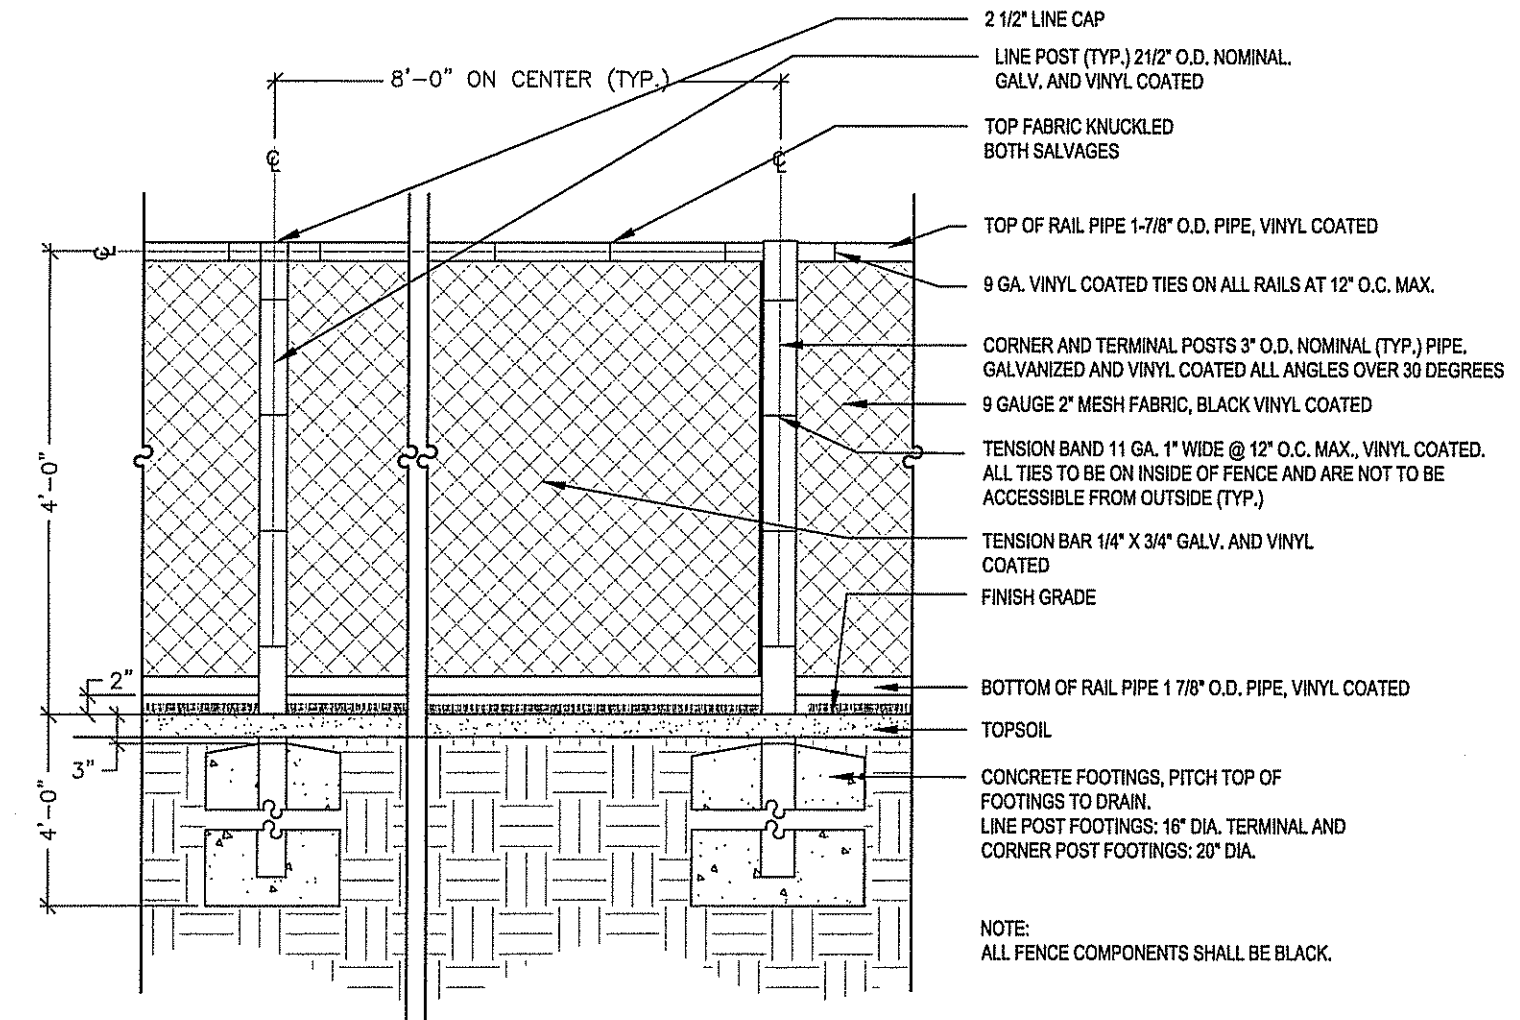 2 1/2" LINE CAP
LINE POST (TYP.) 21/2" O.D. NOMINAL.
GALV. AND VINYL COATED
8'-0" ON CENTER (TYP.)
TOP FABRIC KNUCKLED
BOTH SALVAGES
TOP OF RAIL PIPE 1-7/8" O.D. PIPE, VINYL COATED
9 GA. VINYL COATED TIES ON ALL RAILS AT 12" O.C. MAX.
CORNER AND TERMINAL POSTS 3" O.D. NOMINAL (TYP.) PIPE.
GALVANIZED AND VINYL COATED ALL ANGLES OVER 30 DEGREES
9 GAUGE 2" MESH FABRIC, BLACK VINYL COATED
TENSION BAND 11 GA. 1" WIDE @ 12" O.C. MAX., VINYL COATED.
ALL TIES TO BE ON INSIDE OF FENCE AND ARE NOT TO BE
ACCESSIBLE FROM OUTSIDE (TYP.)
4'-0"
TENSION BAR 1/4" X 3/4" GALV. AND VINYL
COATED
FINISH GRADE
2"
BOTTOM OF RAIL PIPE 1 7/8" O.D. PIPE, VINYL COATED
TOPSOIL
3"
4'-0"
CONCRETE FOOTINGS, PITCH TOP OF
FOOTINGS TO DRAIN.
LINE POST FOOTINGS: 16" DIA. TERMINAL AND
CORNER POST FOOTINGS: 20" DIA.
NOTE:
ALL FENCE COMPONENTS SHALL BE BLACK.